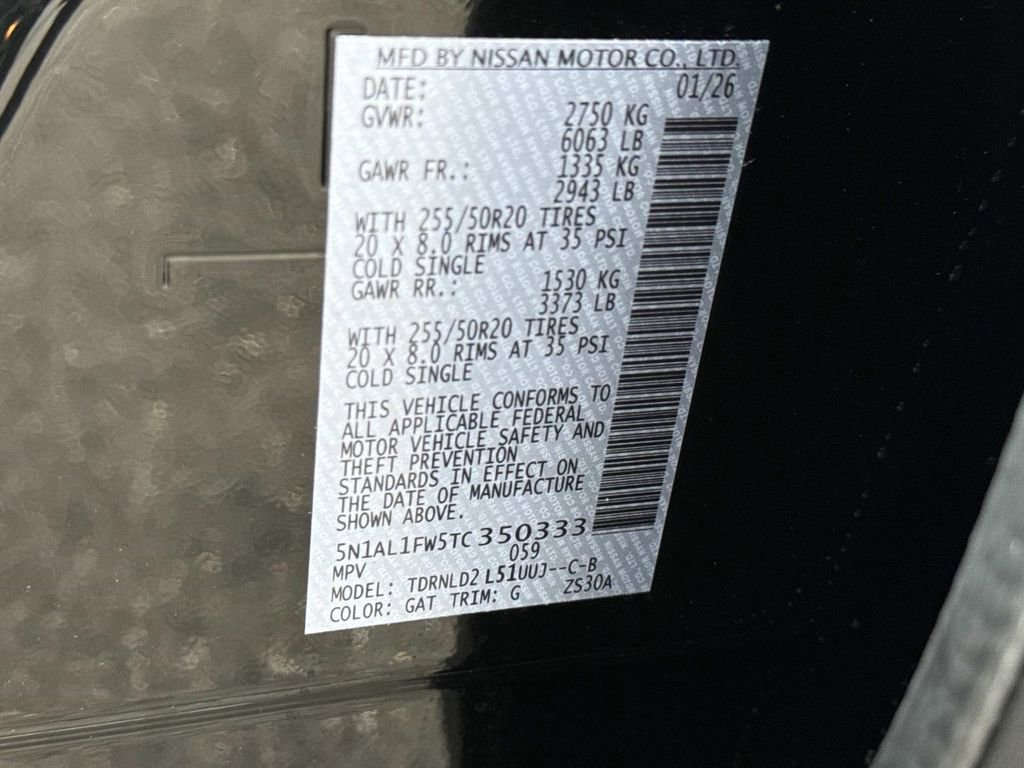 MFD BY NISSAN MOTOR CO., LTD.
DATE: 01/26
GVWR: 2750 KG
6063 LB
GAWR FR.: 1335 KG
2943 LB
WITH 255/50R20 TIRES
20 X 8.0 RIMS AT 35 PSI
COLD SINGLE
GAWR RR.: 1530 KG
3373 LB
WITH 255/50R20 TIRES
20 X 8.0 RIMS AT 35 PSI
COLD SINGLE
THIS VEHICLE CONFORMS TO
ALL APPLICABLE FEDERAL
MOTOR VEHICLE SAFETY AND
THEFT PREVENTION
STANDARDS IN EFFECT ON
THE DATE OF MANUFACTURE
SHOWN ABOVE.
5N1AL1FW5TC350333
MPV 059
MODEL: TDRNLD2 L51UUJ--C-B
COLOR: GAT TRIM: G ZS30A